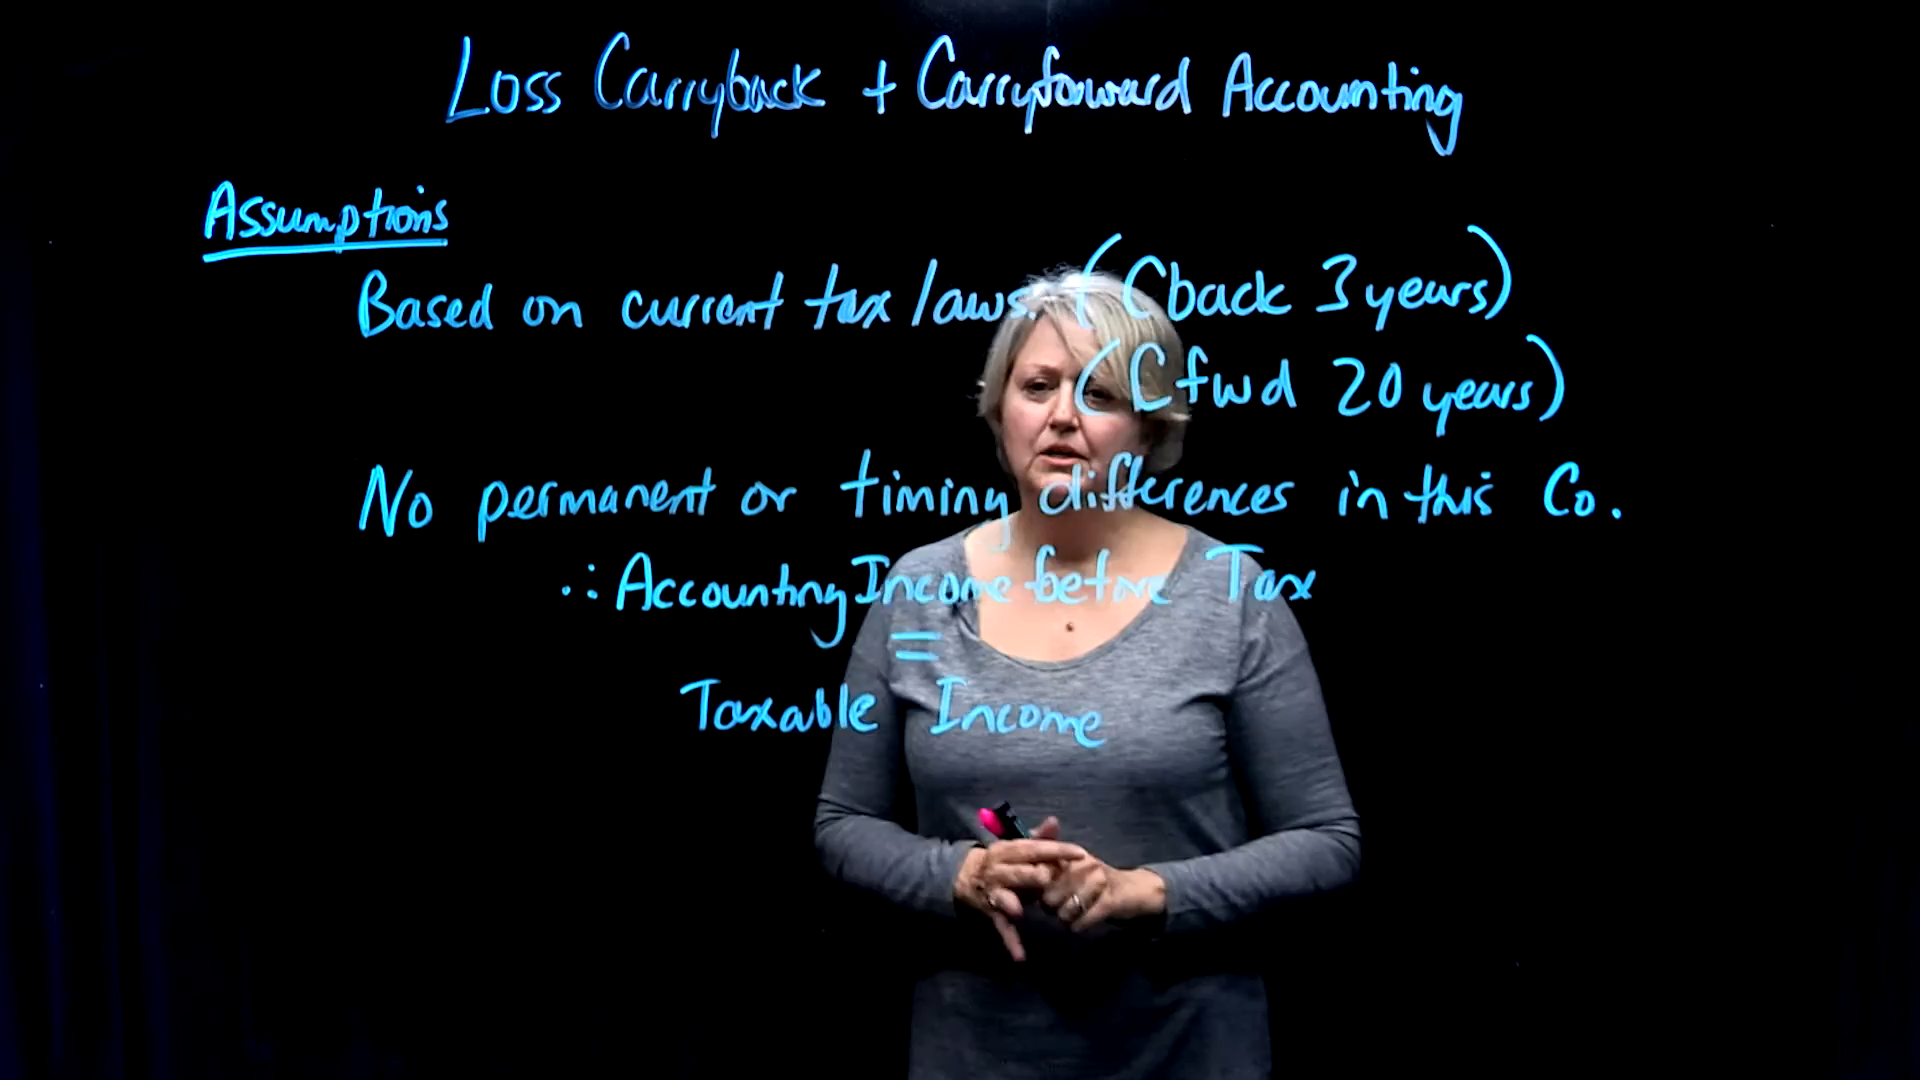 Loss Carryback + Carryforward Accounting
Assumptions
Based on current tax laws. (Cback 3 years)
(Cfwd 20 years)
No permanent or timing differences in this Co.
∴ Accounting Income before Tax
=
Taxable Income